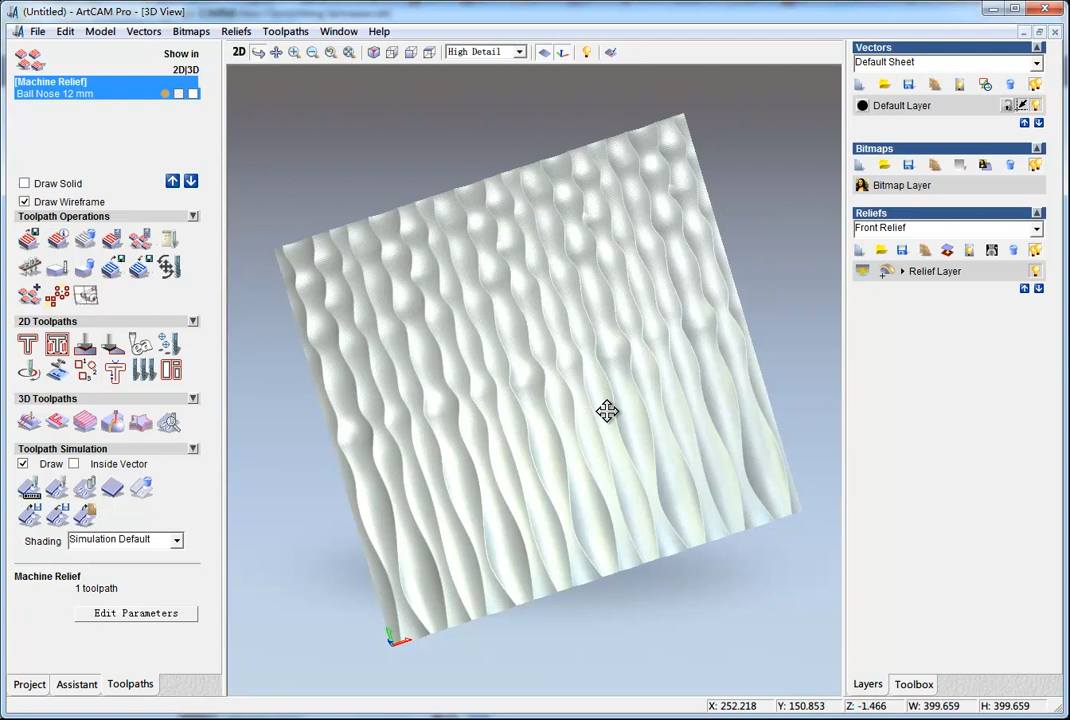 (Untitled) - ArtCAM Pro - [3D View]
File Edit Model Vectors Bitmaps Reliefs Toolpaths Window Help
Show in
2D|3D
[Machine Relief]
Ball Nose 12 mm
Draw Solid
Draw Wireframe
Toolpath Operations
2D Toolpaths
3D Toolpaths
Toolpath Simulation
Draw Inside Vector
Shading Simulation Default
Machine Relief
1 toolpath
Edit Parameters
Project Assistant Toolpaths
2D High Detail
Vectors
Default Sheet
Default Layer
Bitmaps
Bitmap Layer
Reliefs
Front Relief
Relief Layer
Layers Toolbox
X: 252.218 Y: 150.853 Z: -1.466 W: 399.659 H: 399.659